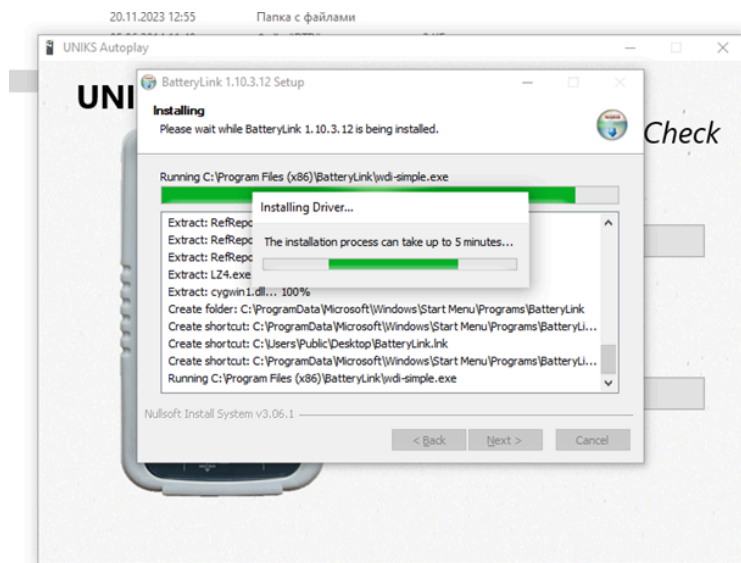 20.11.2023 12:55 Папка с файлами
UNIKS Autoplay
BatteryLink 1.10.3.12 Setup
UNI
Installing
Please wait while BatteryLink 1.10.3.12 is being installed.
Check
Running C:\Program Files (x86)\BatteryLink\wdi-simple.exe
Installing Driver...
The installation process can take up to 5 minutes...
Extract: RefRepo
Extract: RefRepo
Extract: RefRepo
Extract: LZ4.exe
Extract: cygwin1.dll... 100%
Create folder: C:\ProgramData\Microsoft\Windows\Start Menu\Programs\BatteryLink
Create shortcut: C:\ProgramData\Microsoft\Windows\Start Menu\Programs\BatteryLi...
Create shortcut: C:\Users\Public\Desktop\BatteryLink.lnk
Create shortcut: C:\ProgramData\Microsoft\Windows\Start Menu\Programs\BatteryLi...
Running C:\Program Files (x86)\BatteryLink\wdi-simple.exe
Nullsoft Install System v3.06.1
< Back Next > Cancel